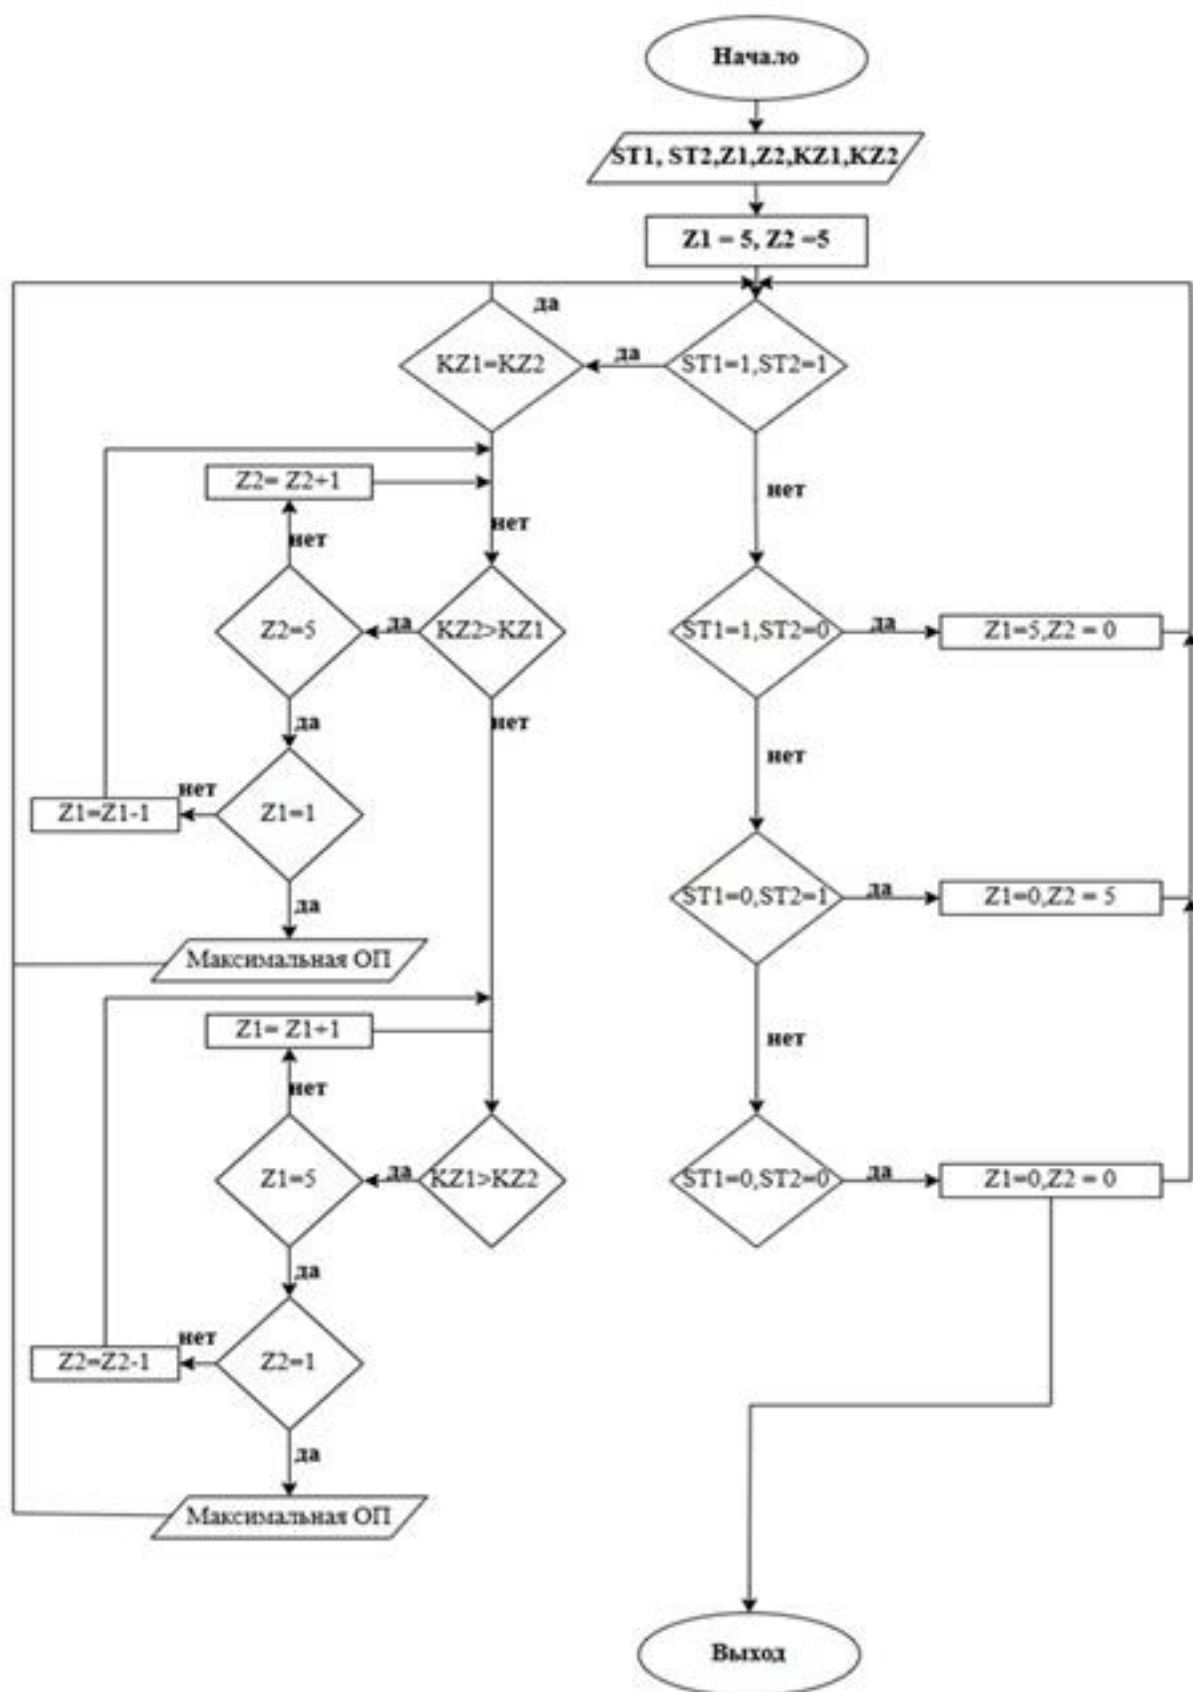 Начало
ST1, ST2,Z1,Z2,KZ1,KZ2
Z1 = 5, Z2 =5
да
KZ1=KZ2
да
ST1=1,ST2=1
Z2= Z2+1
нет
нет
нет
Z2=5
да
KZ2>KZ1
ST1=1,ST2=0
да
Z1=5,Z2 = 0
да
нет
нет
нет
Z1=Z1-1
Z1=1
да
ST1=0,ST2=1
да
Z1=0,Z2 = 5
Максимальная ОП
Z1= Z1+1
нет
нет
Z1=5
да
KZ1>KZ2
ST1=0,ST2=0
да
Z1=0,Z2 = 0
да
нет
Z2=Z2-1
Z2=1
да
Максимальная ОП
Выход